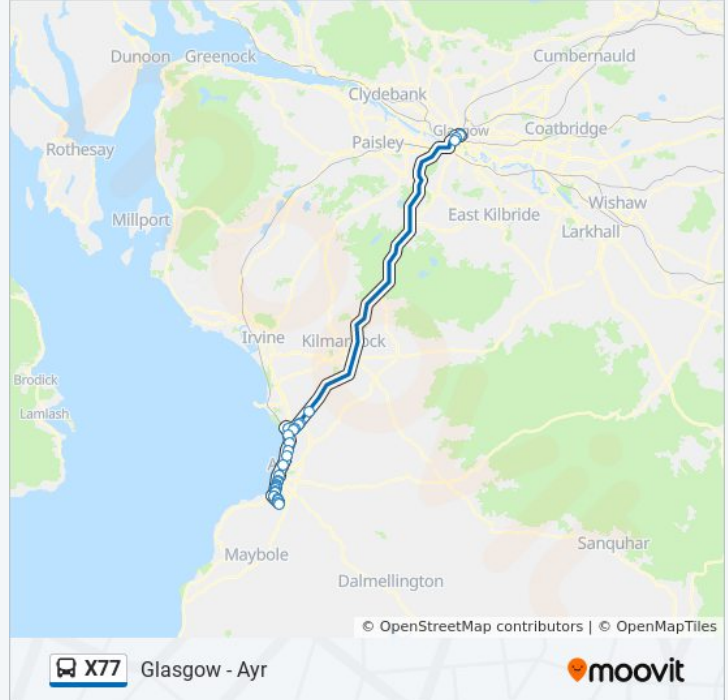 Dunoon
Greenock
Cumbernauld
Clydebank
Glasgow
Coatbridge
Paisley
Rothesay
Wishaw
East Kilbride
Millport
Larkhall
Irvine
Kilmarnock
Brodick
Lamlash
Maybole
Sanquhar
Dalmellington
© OpenStreetMap contributors | © OpenMapTiles
X77 Glasgow - Ayr
moovit